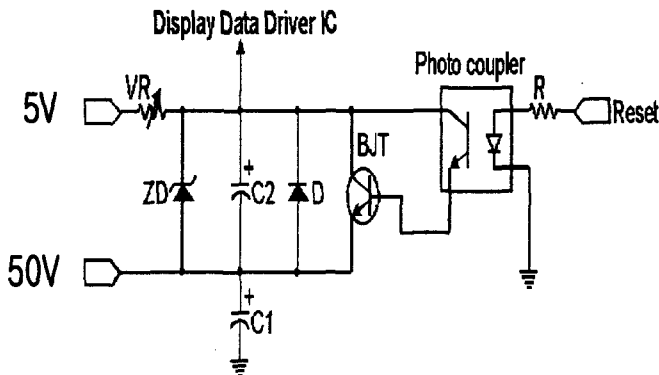 Display Data Driver IC
Photo coupler
VR
R
5V
Reset
BJT
ZD
+
C2
D
50V
+
C1